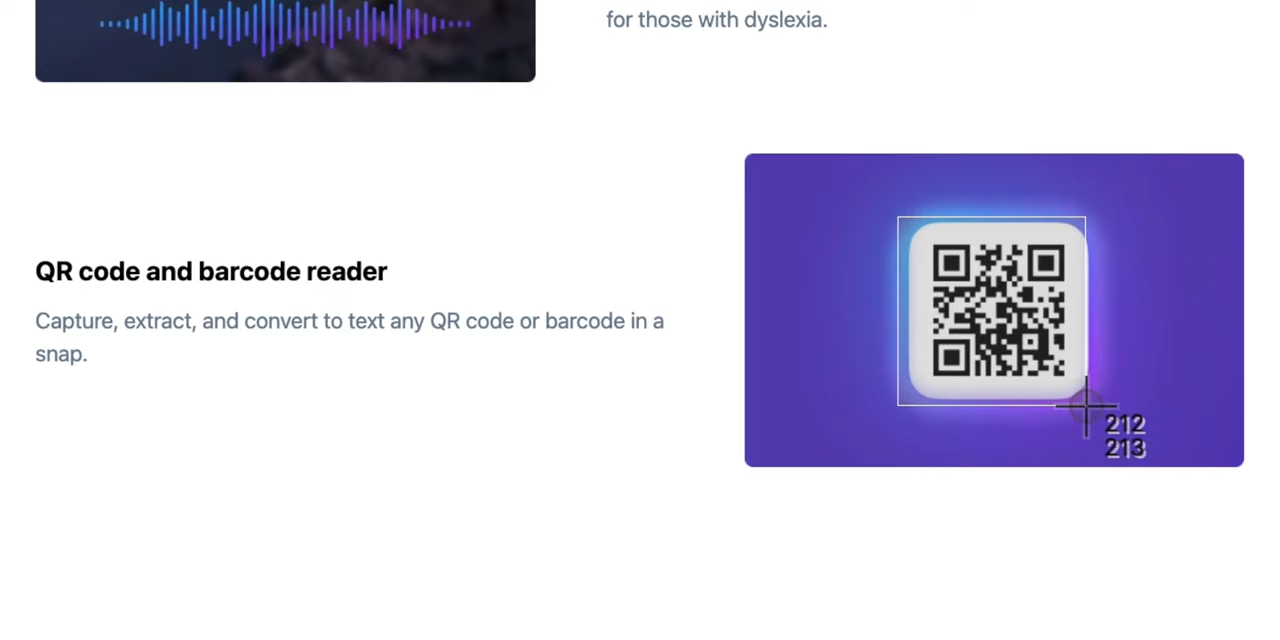 for those with dyslexia.
QR code and barcode reader
Capture, extract, and convert to text any QR code or barcode in a
snap.
212
213